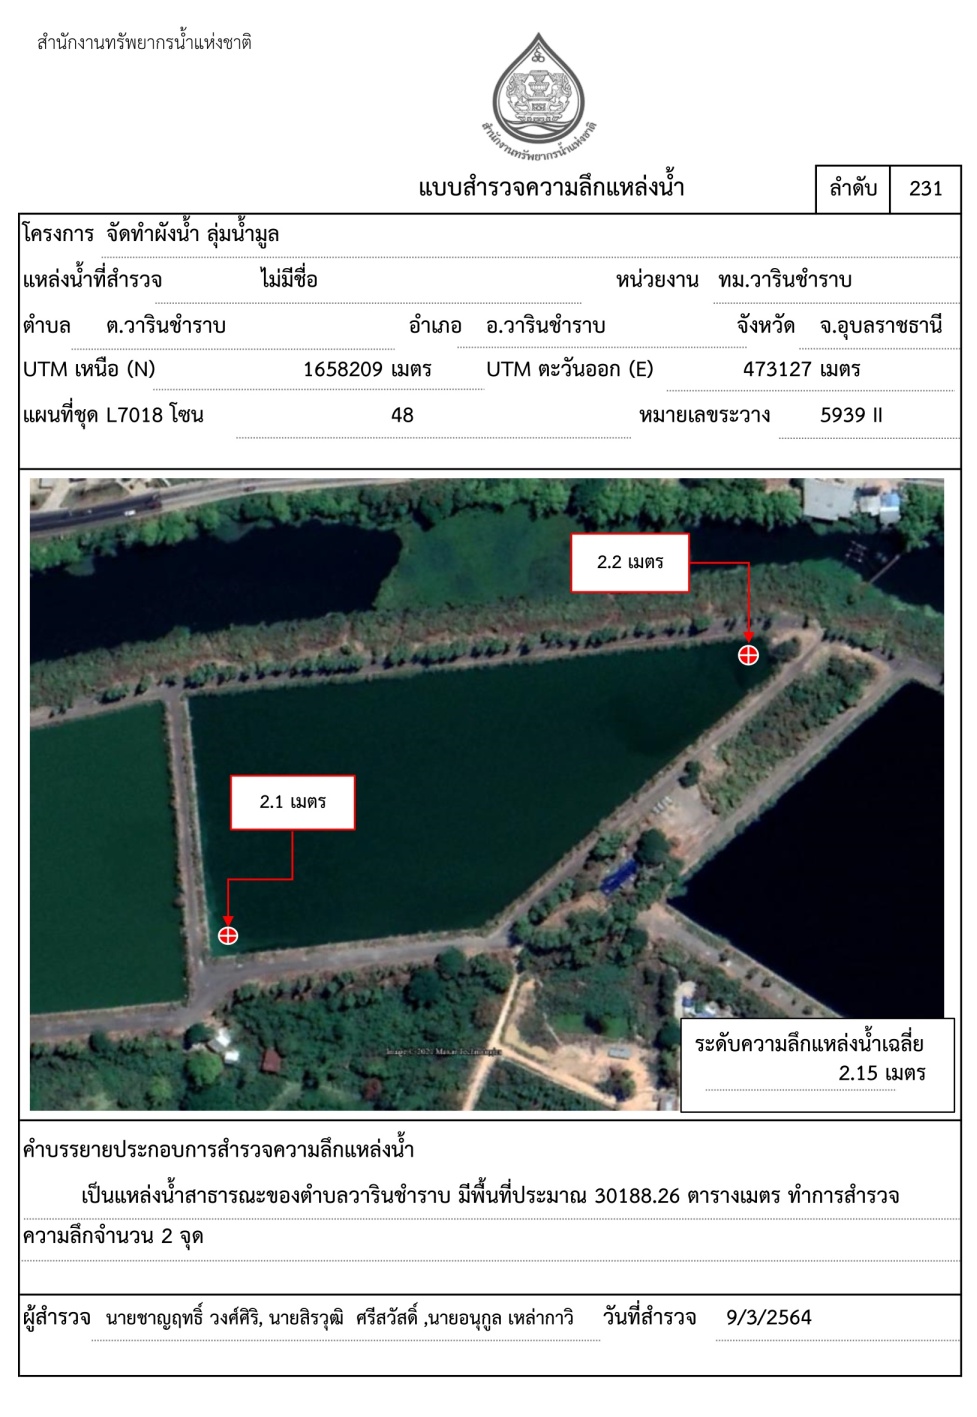 สำนักงานทรัพยากรน้ำแห่งชาติ
สำนักงานทรัพยากรน้ำแห่งชาติ
แบบสำรวจความลึกแหล่งน้ำ
ลำดับ 231
โครงการ จัดทำผังน้ำ ลุ่มน้ำมูล
แหล่งน้ำที่สำรวจ ไม่มีชื่อ หน่วยงาน ทม.วารินชำราบ
ตำบล ต.วารินชำราบ อำเภอ อ.วารินชำราบ จังหวัด จ.อุบลราชธานี
UTM เหนือ (N) 1658209 เมตร UTM ตะวันออก (E) 473127 เมตร
แผนที่ชุด L7018 โซน 48 หมายเลขระวาง 5939 II
2.2 เมตร
2.1 เมตร
Image © 2021 Maxar Technologies
ระดับความลึกแหล่งน้ำเฉลี่ย
2.15 เมตร
คำบรรยายประกอบการสำรวจความลึกแหล่งน้ำ
เป็นแหล่งน้ำสาธารณะของตำบลวารินชำราบ มีพื้นที่ประมาณ 30188.26 ตารางเมตร ทำการสำรวจ
ความลึกจำนวน 2 จุด
ผู้สำรวจ นายชาญฤทธิ์ วงศ์ศิริ, นายสิรวุฒิ ศรีสวัสดิ์ ,นายอนุกูล เหล่ากาวิ วันที่สำรวจ 9/3/2564